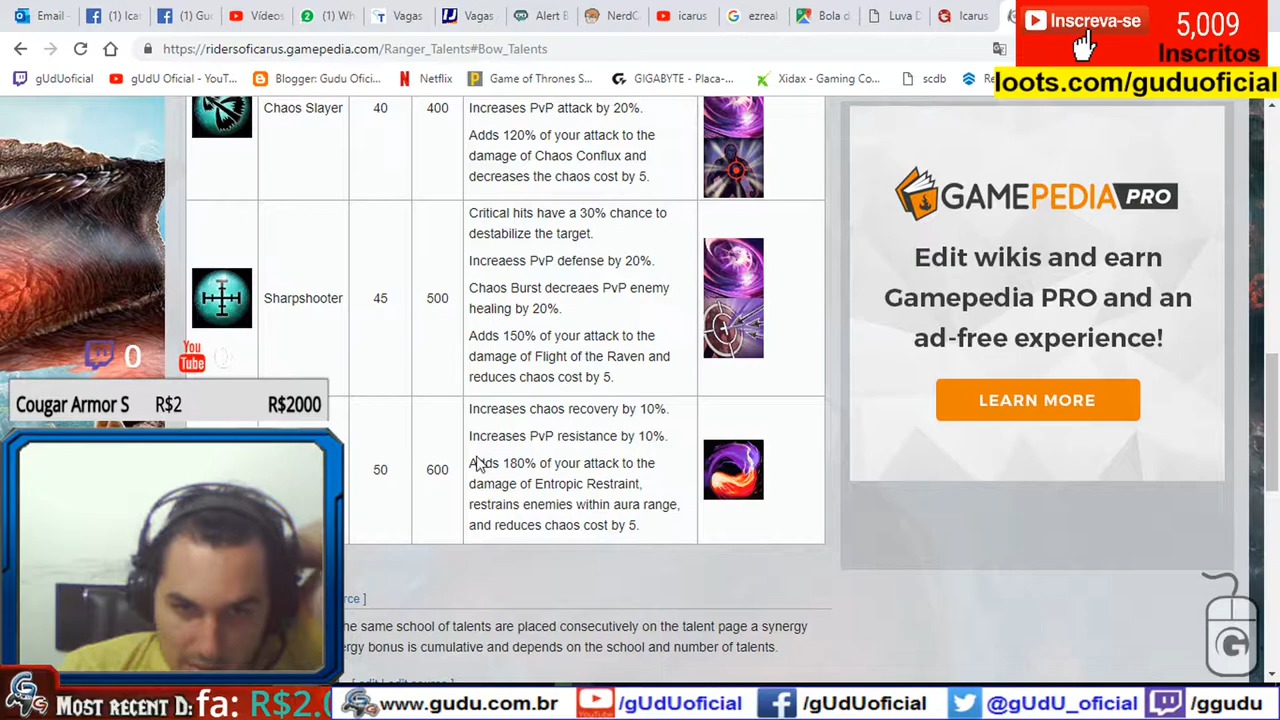 Email - 
(1) Ica
(1) Gu
Vídeos
(2) Wh
Vagas
Vagas
Alert E
NerdC
icarus
ezreal
Bola d
Luva D
Icarus
Inscreva-se
5,009
Inscritos
https://ridersoficarus.gamepedia.com/Ranger_Talents#Bow_Talents
loots.com/guduoficial
gUdUoficial
gUdU Oficial - YouT...
Blogger: Gudu Ofici...
Netflix
Game of Thrones S...
GIGABYTE - Placa-...
Xidax - Gaming Co...
scdb
Re
Chaos Slayer
40
400
Increases PvP attack by 20%.
Adds 120% of your attack to the
damage of Chaos Conflux and
decreases the chaos cost by 5.
Sharpshooter
45
500
Critical hits have a 30% chance to
destabilize the target.
Increaess PvP defense by 20%.
Chaos Burst decreaes PvP enemy
healing by 20%.
Adds 150% of your attack to the
damage of Flight of the Raven and
reduces chaos cost by 5.
50
600
Increases chaos recovery by 10%.
Increases PvP resistance by 10%.
Adds 180% of your attack to the
damage of Entropic Restraint,
restrains enemies within aura range,
and reduces chaos cost by 5.
GAMEPEDIA PRO
Edit wikis and earn
Gamepedia PRO and an
ad-free experience!
LEARN MORE
0
You
Tube
Cougar Armor S R$2 R$2000
rce ]
he same school of talents are placed consecutively on the talent page a synergy
rgy bonus is cumulative and depends on the school and number of talents.
G
Most recent D: fa: R$2.0
www.gudu.com.br
/gUdUoficial
/gUdUoficial
@gUdU_oficial
/ggudu